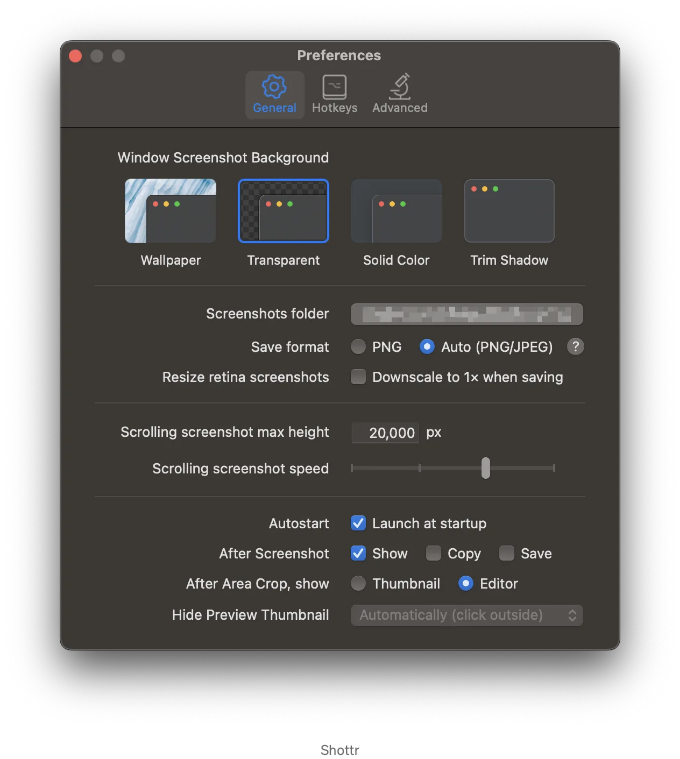 Preferences
General Hotkeys Advanced
Window Screenshot Background
Wallpaper Transparent Solid Color Trim Shadow
Screenshots folder
Save format PNG Auto (PNG/JPEG) ?
Resize retina screenshots Downscale to 1x when saving
Scrolling screenshot max height 20,000 px
Scrolling screenshot speed
Autostart Launch at startup
After Screenshot Show Copy Save
After Area Crop, show Thumbnail Editor
Hide Preview Thumbnail Automatically (click outside)
Shottr